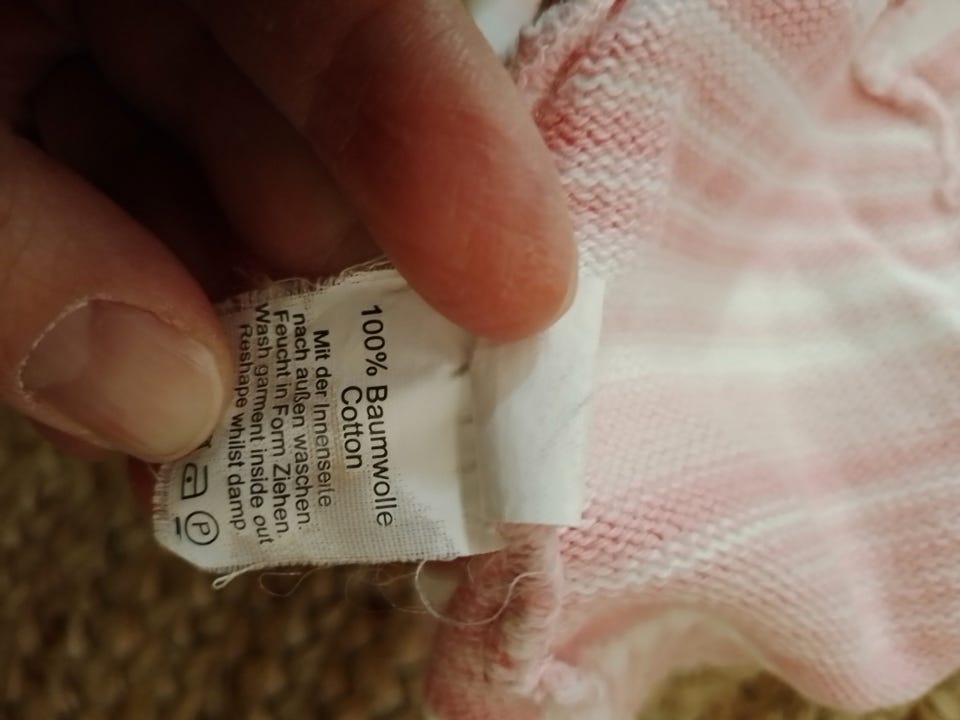 100% Baumwolle
Cotton
Mit der Innenseite
nach außen waschen.
Feucht in Form Ziehen.
Wash garment inside out
Reshape whilst damp.
P